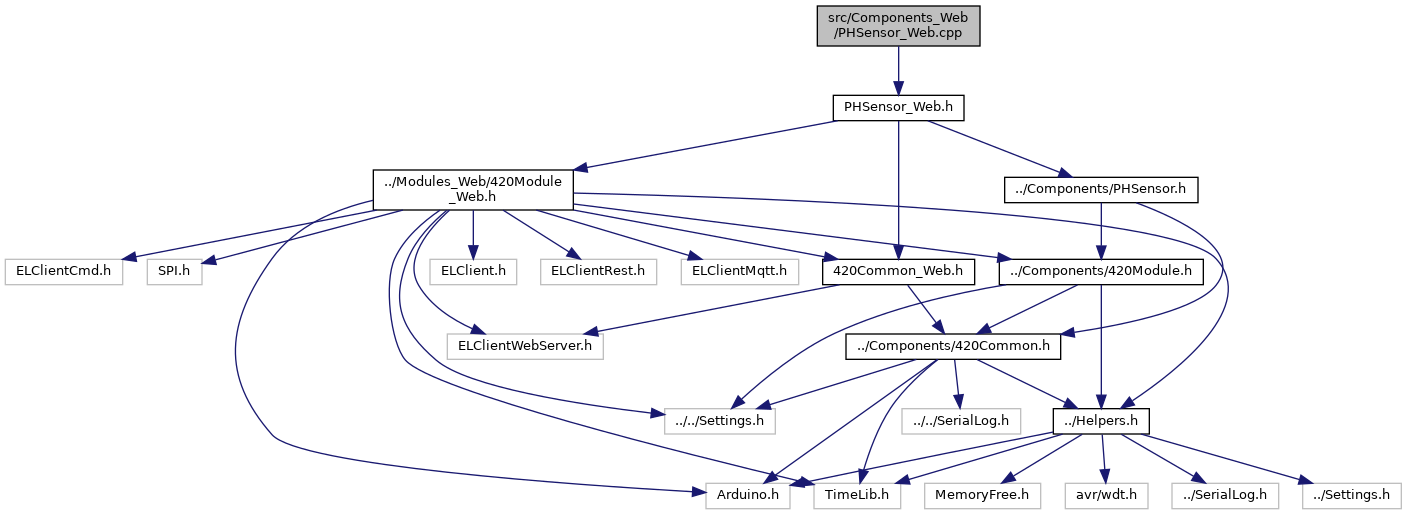 src/Components_Web
/PHSensor_Web.cpp
PHSensor_Web.h
../Modules_Web/420Module
_Web.h
../Components/PHSensor.h
ELClientCmd.h
SPI.h
ELClient.h
ELClientRest.h
ELClientMqtt.h
420Common_Web.h
../Components/420Module.h
ELClientWebServer.h
../Components/420Common.h
../../Settings.h
../../SerialLog.h
../Helpers.h
Arduino.h
TimeLib.h
MemoryFree.h
avr/wdt.h
../SerialLog.h
../Settings.h